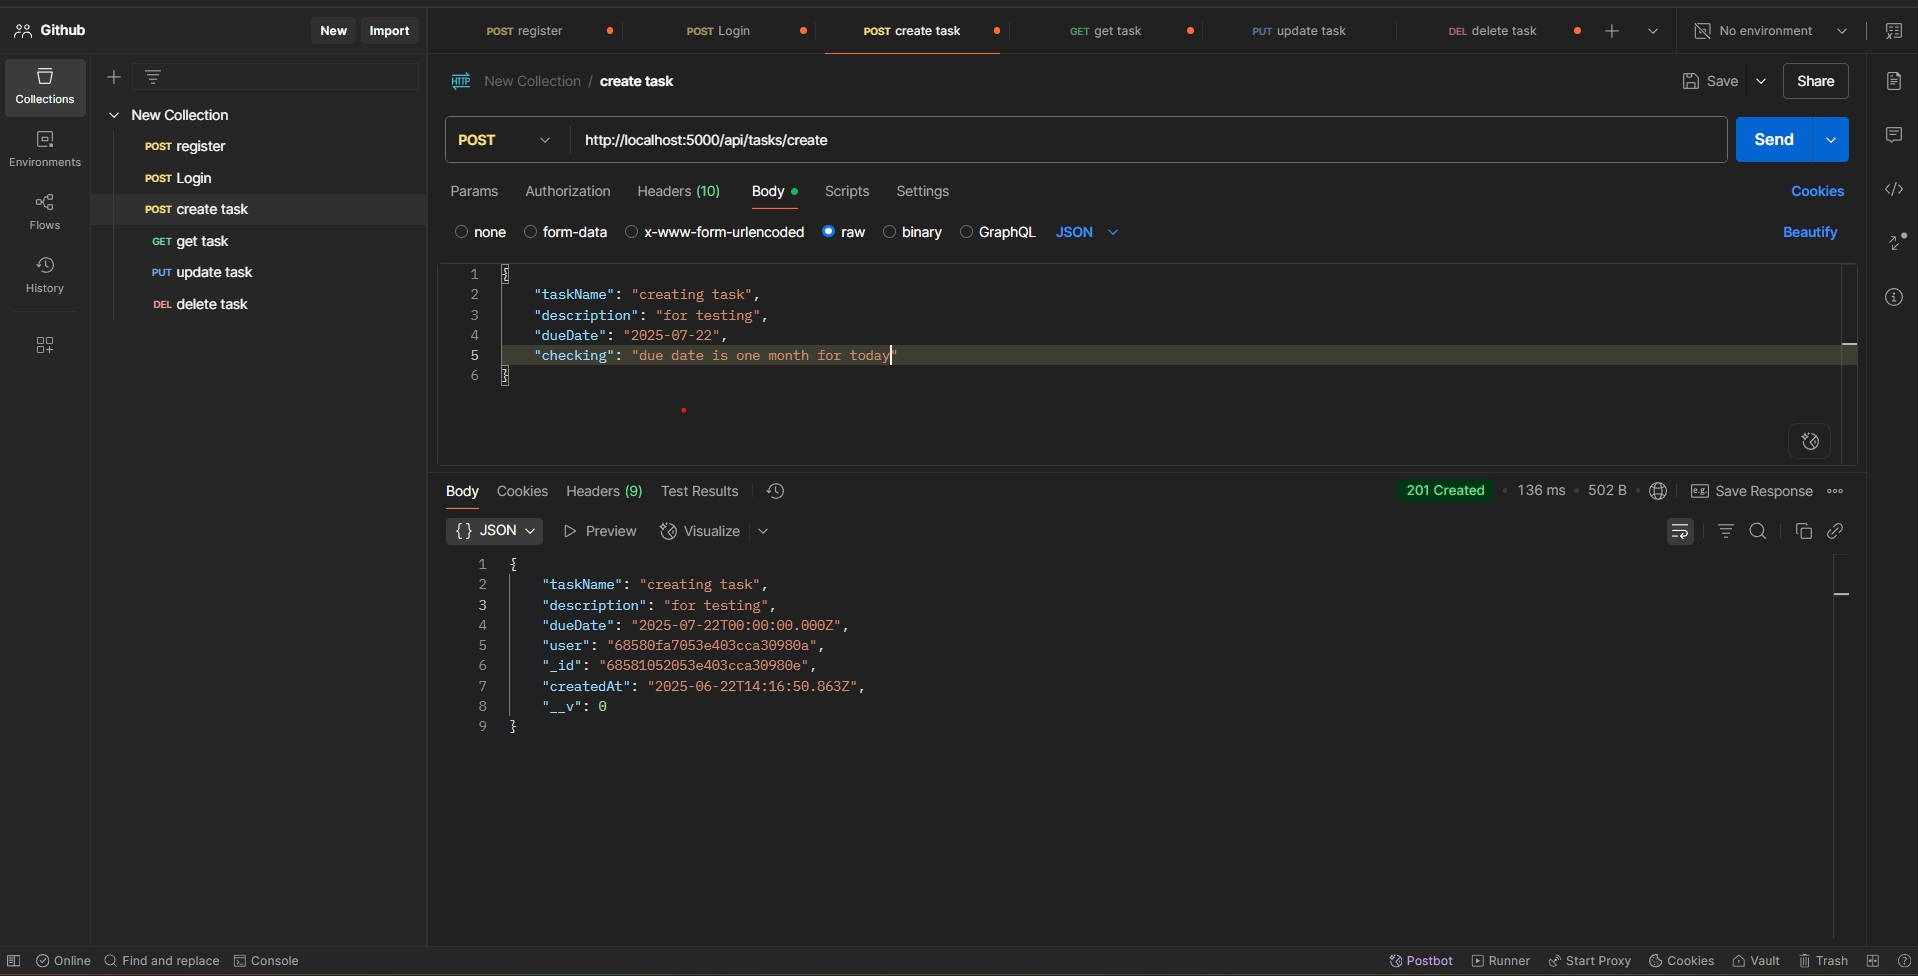 Github
New
Import
POST register
POST Login
POST create task
GET get task
PUT update task
DEL delete task
No environment
Collections
Environments
Flows
History
New Collection
POST register
POST Login
POST create task
GET get task
PUT update task
DEL delete task
HTTP New Collection / create task
Save
Share
POST
http://localhost:5000/api/tasks/create
Send
Params
Authorization
Headers (10)
Body
Scripts
Settings
Cookies
none
form-data
x-www-form-urlencoded
raw
binary
GraphQL
JSON
Beautify
1 {
2 "taskName": "creating task",
3 "description": "for testing",
4 "dueDate": "2025-07-22",
5 "checking": "due date is one month for today"
6 }
Body
Cookies
Headers (9)
Test Results
201 Created
136 ms
502 B
e.g. Save Response
{} JSON
Preview
Visualize
1 {
2 "taskName": "creating task",
3 "description": "for testing",
4 "dueDate": "2025-07-22T00:00:00.000Z",
5 "user": "68580fa7053e403cca30980a",
6 "_id": "68581052053e403cca30980e",
7 "createdAt": "2025-06-22T14:16:50.863Z",
8 "__v": 0
9 }
Online
Find and replace
Console
Postbot
Runner
Start Proxy
Cookies
Vault
Trash